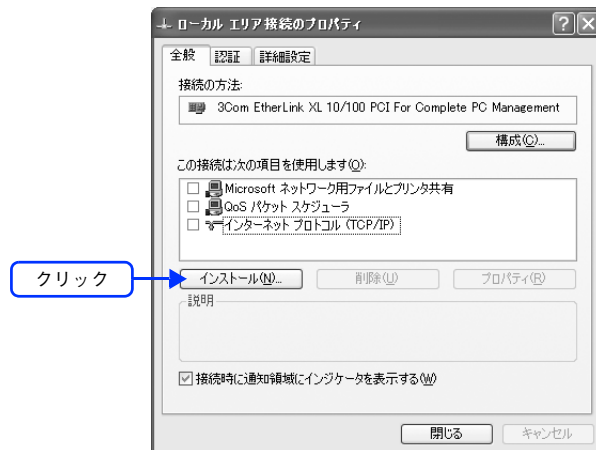 ローカル エリア接続のプロパティ
全般 認証 詳細設定
接続の方法:
3Com EtherLink XL 10/100 PCI For Complete PC Management
構成(C)...
この接続は次の項目を使用します(O):
Microsoft ネットワーク用ファイルとプリンタ共有
QoS パケット スケジューラ
インターネット プロトコル (TCP/IP)
クリック
インストール(N)... 削除(U) プロパティ(R)
説明
接続時に通知領域にインジケータを表示する(W)
閉じる キャンセル